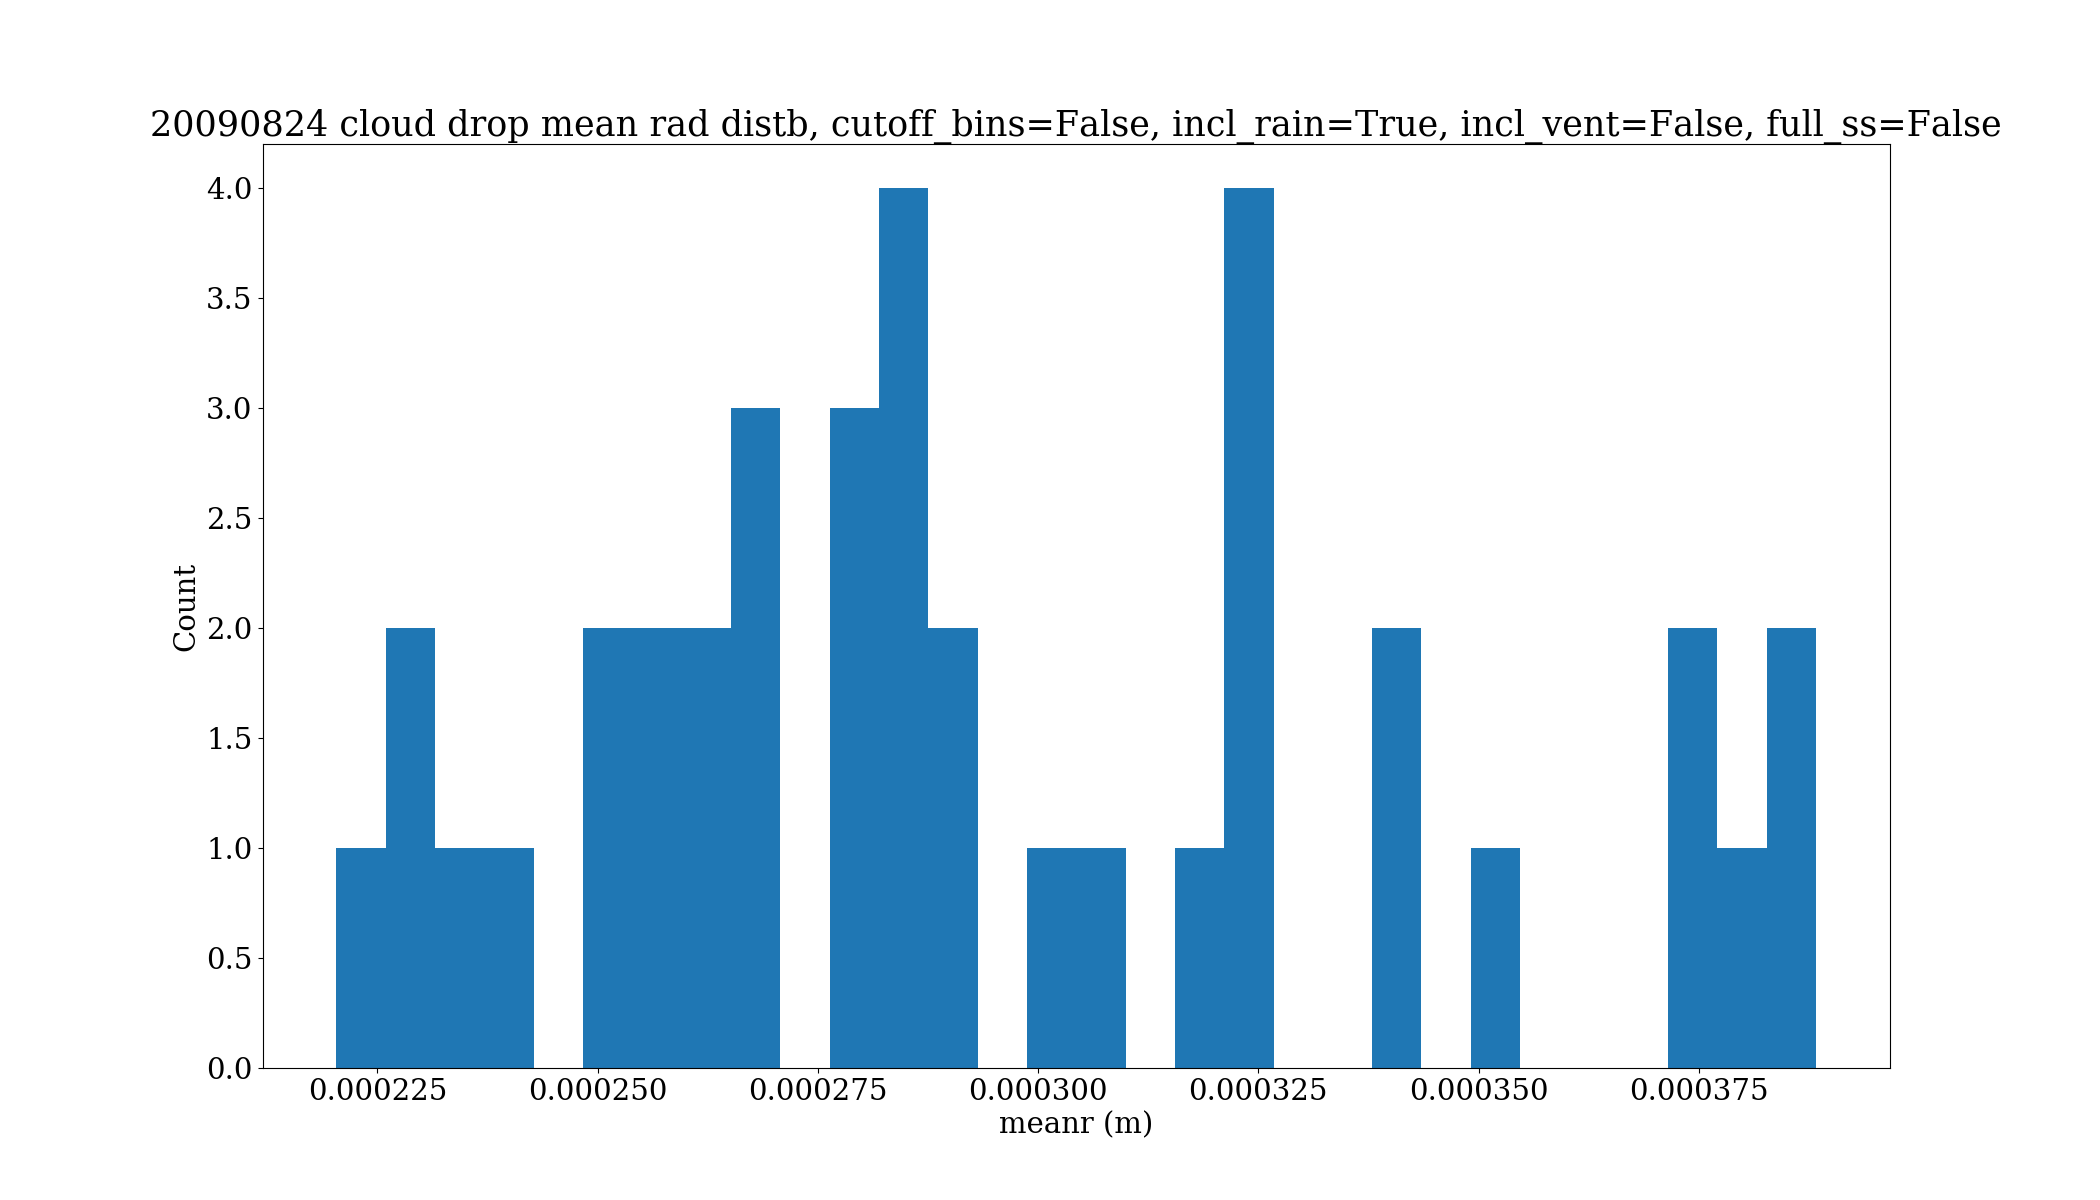 20090824 cloud drop mean rad distb, cutoff_bins=False, incl_rain=True, incl_vent=False, full_ss=False
4.0
3.5
3.0
2.5
2.0
1.5
1.0
0.5
0.0
Count
0.000225 0.000250 0.000275 0.000300 0.000325 0.000350 0.000375
meanr (m)